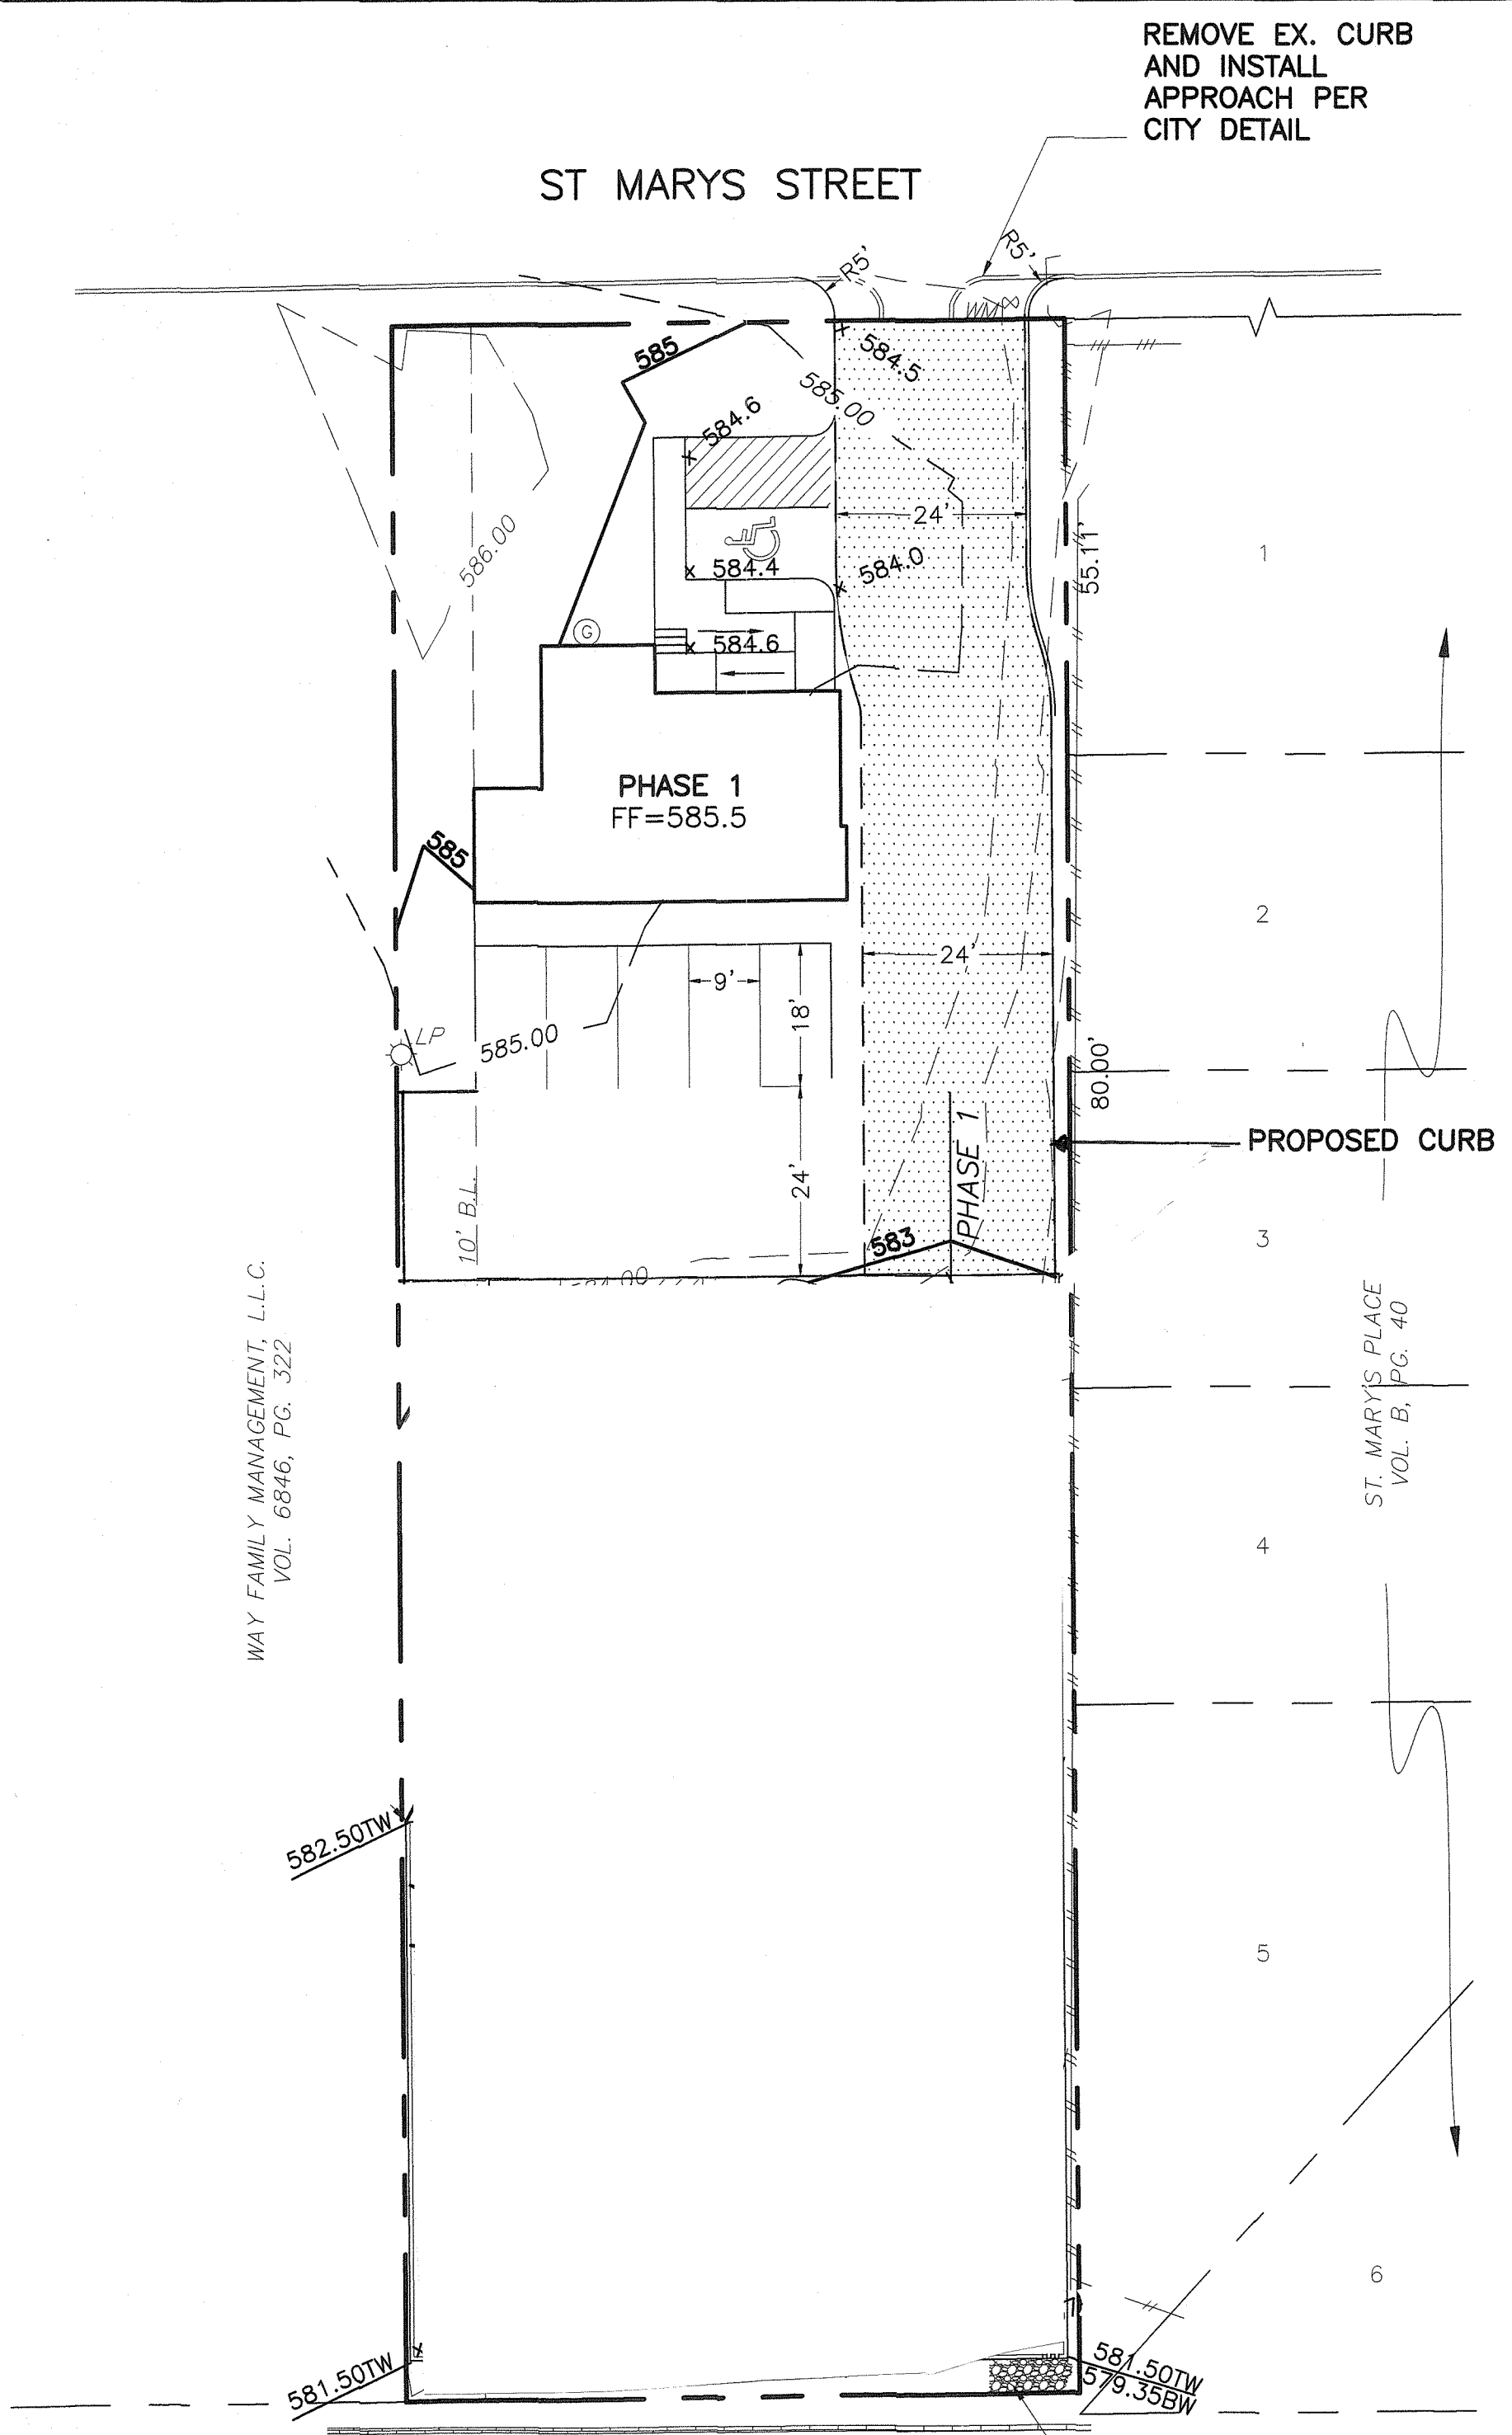 REMOVE EX. CURB
AND INSTALL
APPROACH PER
CITY DETAIL
ST MARYS STREET
R5'
R5'
WM
585
584.5
585.00
584.6
24'
586.00
584.4
584.0
55.11'
1
G
584.6
PHASE 1
FF=585.5
585
2
24'
9'
18'
LP
585.00
80.00'
PROPOSED CURB
PHASE 1
24'
10' B.L.
583
3
WAY FAMILY MANAGEMENT, L.L.C.
VOL. 6846, PG. 322
ST. MARY'S PLACE
VOL. B, PG. 40
4
582.50TW
5
6
581.50TW
581.50TW
579.35BW